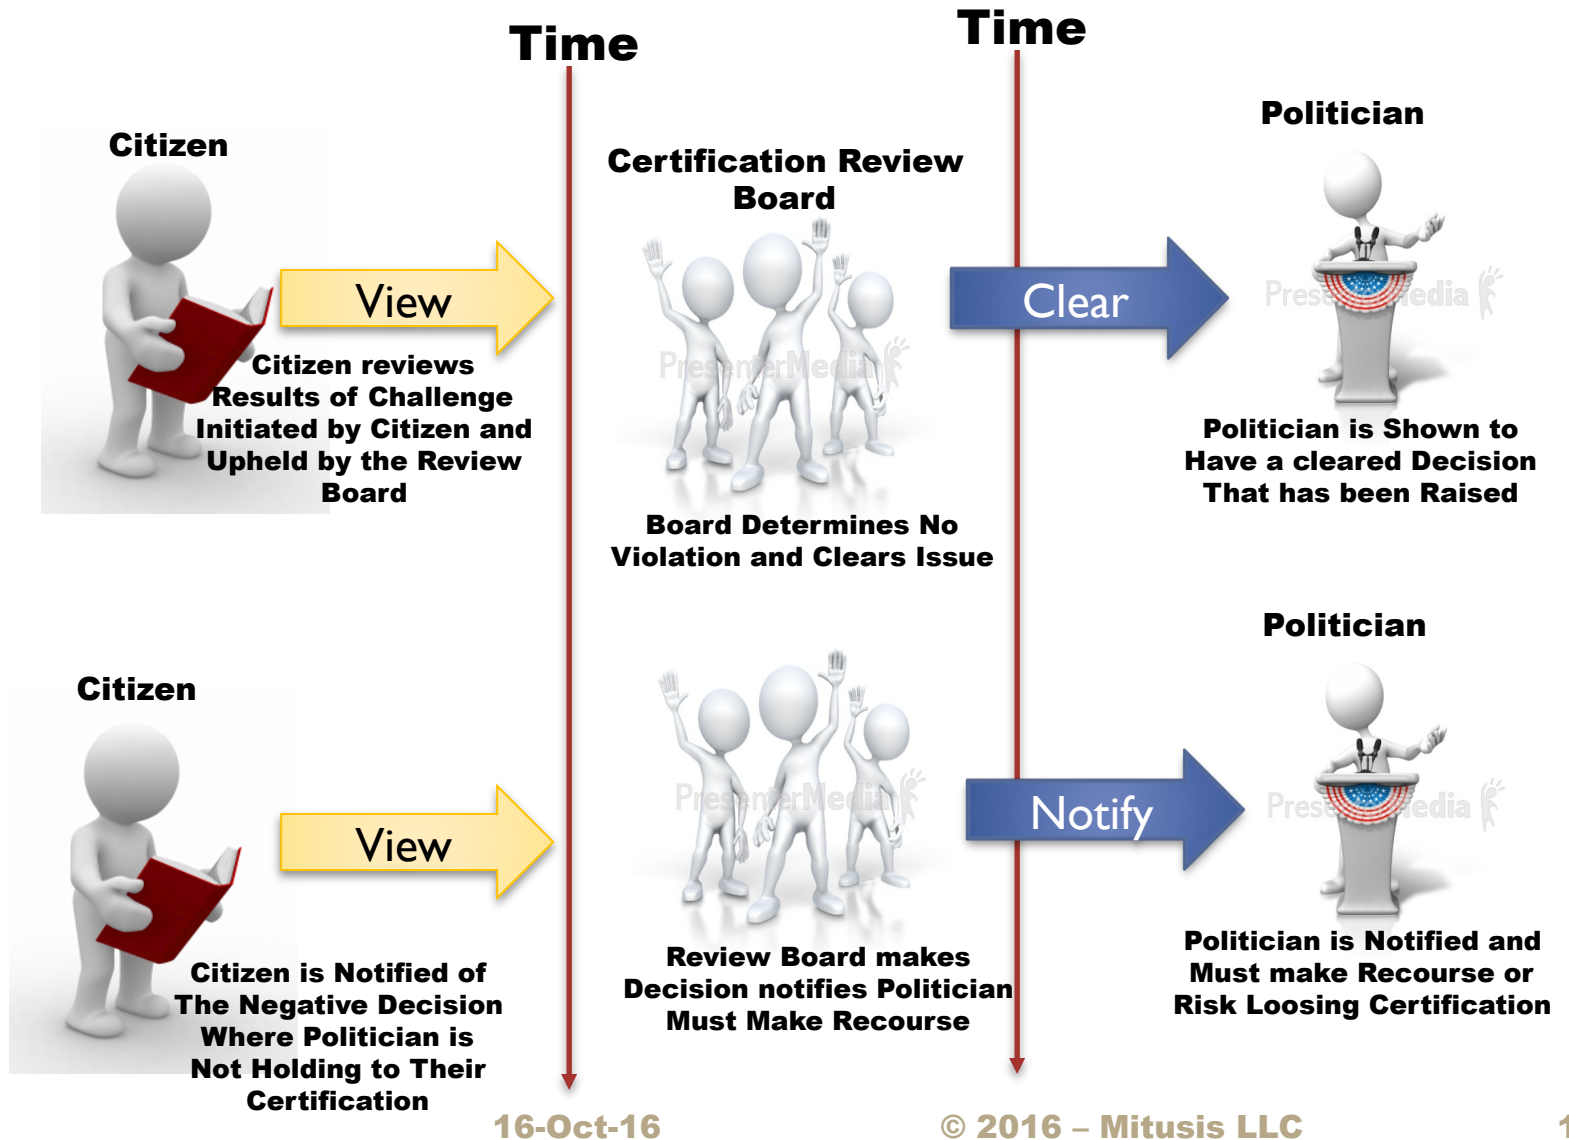 Time
Time
Citizen
Certification Review
Board
Politician
View
Clear
PresenterMedia
PresenterMedia
Citizen reviews
Results of Challenge
Initiated by Citizen and
Upheld by the Review
Board
Board Determines No
Violation and Clears Issue
Politician is Shown to
Have a cleared Decision
That has been Raised
Citizen
Politician
View
Notify
PresenterMedia
PresenterMedia
Citizen is Notified of
The Negative Decision
Where Politician is
Not Holding to Their
Certification
Review Board makes
Decision notifies Politician
Must Make Recourse
Politician is Notified and
Must make Recourse or
Risk Loosing Certification
16-Oct-16
© 2016 – Mitusis LLC